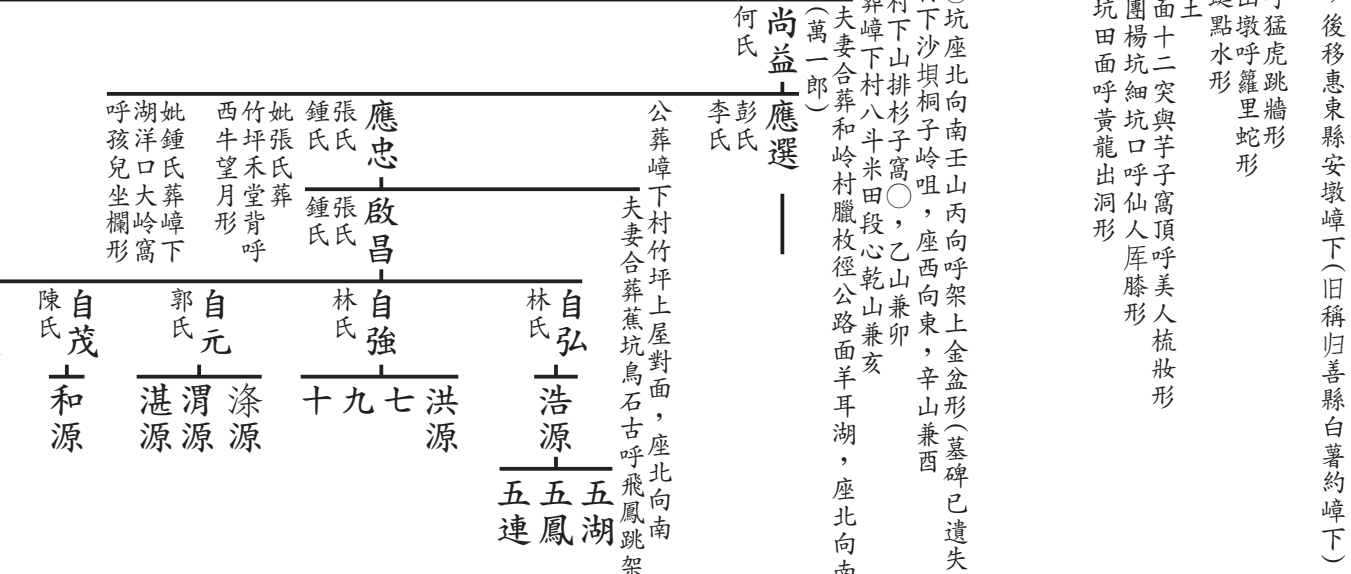 ，後移惠東縣安墩嶂下(旧稱归善縣白薯約嶂下)
猛虎跳牆形
墩呼籮里蛇形
點水形
土
面十二突與芋子窩頂呼美人梳妝形
團楊坑細坑口呼仙人厍膝形
坑田面呼黃龍出洞形
坑座北向南壬山丙向呼架上金盆形(墓碑已遺失
下沙垻桐子岭咀，座西向東，辛山兼酉
村下山排杉子窩◯，乙山兼卯
葬嶂下村八斗米田段心乾山兼亥
夫妻合葬和岭村臘枚徑公路面羊耳湖，座北向南
(萬一郎)
尚益
何氏
應選
彭氏
李氏
公葬嶂下村竹坪上屋對面，座北向南
夫妻合葬蕉坑鳥石古呼飛鳳跳架
應忠
張氏
鍾氏
妣張氏葬
竹坪禾堂背呼
西牛望月形
妣鍾氏葬嶂下
湖洋口大岭窩
呼孩兒坐欄形
啟昌
張氏
鍾氏
自弘
林氏
浩源
五湖
五鳳
五連
自強
林氏
洪源
七
九
十
自元
郭氏
滌源
渭源
湛源
自茂
陳氏
和源